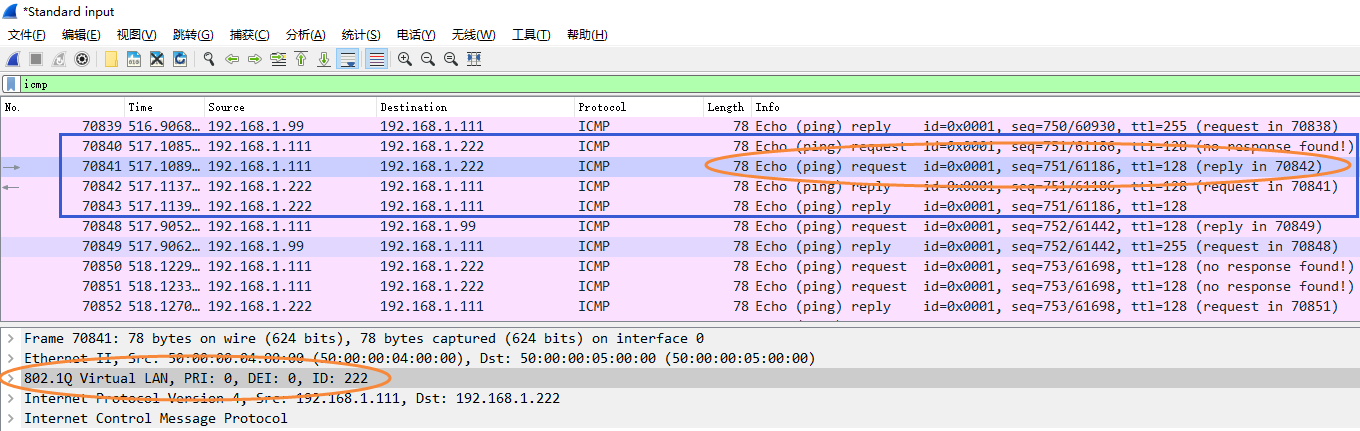 *Standard input
文件(F) 编辑(E) 视图(V) 跳转(G) 捕获(C) 分析(A) 统计(S) 电话(Y) 无线(W) 工具(T) 帮助(H)
icmp
No. Time Source Destination Protocol Length Info
70839 516.9068… 192.168.1.99 192.168.1.111 ICMP 78 Echo (ping) reply id=0x0001, seq=750/60930, ttl=255 (request in 70838)
70840 517.1085… 192.168.1.111 192.168.1.222 ICMP 78 Echo (ping) request id=0x0001, seq=751/61186, ttl=128 (no response found!)
70841 517.1089… 192.168.1.111 192.168.1.222 ICMP 78 Echo (ping) request id=0x0001, seq=751/61186, ttl=128 (reply in 70842)
70842 517.1137… 192.168.1.222 192.168.1.111 ICMP 78 Echo (ping) reply id=0x0001, seq=751/61186, ttl=128 (request in 70841)
70843 517.1139… 192.168.1.222 192.168.1.111 ICMP 78 Echo (ping) reply id=0x0001, seq=751/61186, ttl=128
70848 517.9052… 192.168.1.111 192.168.1.99 ICMP 78 Echo (ping) request id=0x0001, seq=752/61442, ttl=128 (reply in 70849)
70849 517.9062… 192.168.1.99 192.168.1.111 ICMP 78 Echo (ping) reply id=0x0001, seq=752/61442, ttl=255 (request in 70848)
70850 518.1229… 192.168.1.111 192.168.1.222 ICMP 78 Echo (ping) request id=0x0001, seq=753/61698, ttl=128 (no response found!)
70851 518.1233… 192.168.1.111 192.168.1.222 ICMP 78 Echo (ping) request id=0x0001, seq=753/61698, ttl=128 (no response found!)
70852 518.1270… 192.168.1.222 192.168.1.111 ICMP 78 Echo (ping) reply id=0x0001, seq=753/61698, ttl=128 (request in 70851)
Frame 70841: 78 bytes on wire (624 bits), 78 bytes captured (624 bits) on interface 0
Ethernet II, Src: 50:00:00:04:00:00 (50:00:00:04:00:00), Dst: 50:00:00:05:00:00 (50:00:00:05:00:00)
802.1Q Virtual LAN, PRI: 0, DEI: 0, ID: 222
Internet Protocol Version 4, Src: 192.168.1.111, Dst: 192.168.1.222
Internet Control Message Protocol